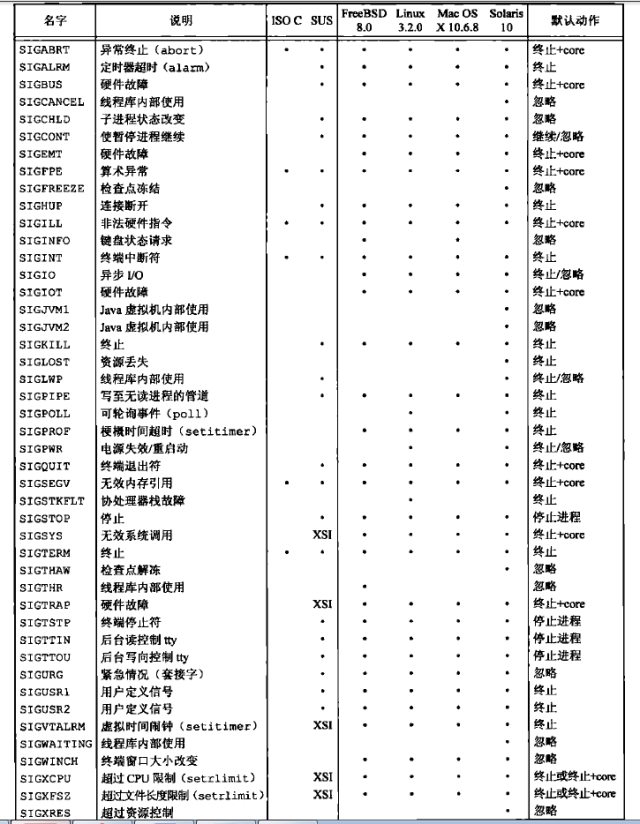 名字 说明 ISO C SUS FreeBSD 8.0 Linux 3.2.0 Mac OS X 10.6.8 Solaris 10 默认动作
SIGABRT 异常终止（abort） 终止+core
SIGALRM 定时器超时（alarm） 终止
SIGBUS 硬件故障 终止+core
SIGCANCEL 线程库内部使用 忽略
SIGCHLD 子进程状态改变 忽略
SIGCONT 使暂停进程继续 继续/忽略
SIGEMT 硬件故障 终止+core
SIGFPE 算术异常 终止+core
SIGFREEZE 检查点冻结 忽略
SIGHUP 连接断开 终止
SIGILL 非法硬件指令 终止+core
SIGINFO 键盘状态请求 忽略
SIGINT 终端中断符 终止
SIGIO 异步 I/O 终止/忽略
SIGIOT 硬件故障 终止+core
SIGJVM1 Java 虚拟机内部使用 忽略
SIGJVM2 Java 虚拟机内部使用 忽略
SIGKILL 终止 终止
SIGLOST 资源丢失 终止
SIGLWP 线程库内部使用 终止/忽略
SIGPIPE 写至无读进程的管道 终止
SIGPOLL 可轮询事件（poll） 终止
SIGPROF 梗概时间超时（setitimer） 终止
SIGPWR 电源失效/重启动 终止/忽略
SIGQUIT 终端退出符 终止+core
SIGSEGV 无效内存引用 终止+core
SIGSTKFLT 协处理器栈故障 终止
SIGSTOP 停止 停止进程
SIGSYS 无效系统调用 XSI 终止+core
SIGTERM 终止 终止
SIGTHAW 检查点解冻 忽略
SIGTHR 线程库内部使用 忽略
SIGTRAP 硬件故障 XSI 终止+core
SIGTSTP 终端停止符 停止进程
SIGTTIN 后台读控制 tty 停止进程
SIGTTOU 后台写向控制 tty 停止进程
SIGURG 紧急情况（套接字） 忽略
SIGUSR1 用户定义信号 终止
SIGUSR2 用户定义信号 终止
SIGVTALRM 虚拟时间闹钟（setitimer） XSI 终止
SIGWAITING 线程库内部使用 忽略
SIGWINCH 终端窗口大小改变 忽略
SIGXCPU 超过 CPU 限制（setrlimit） XSI 终止或终止+core
SIGXFSZ 超过文件长度限制（setrlimit） XSI 终止或终止+core
SIGXRES 超过资源控制 忽略